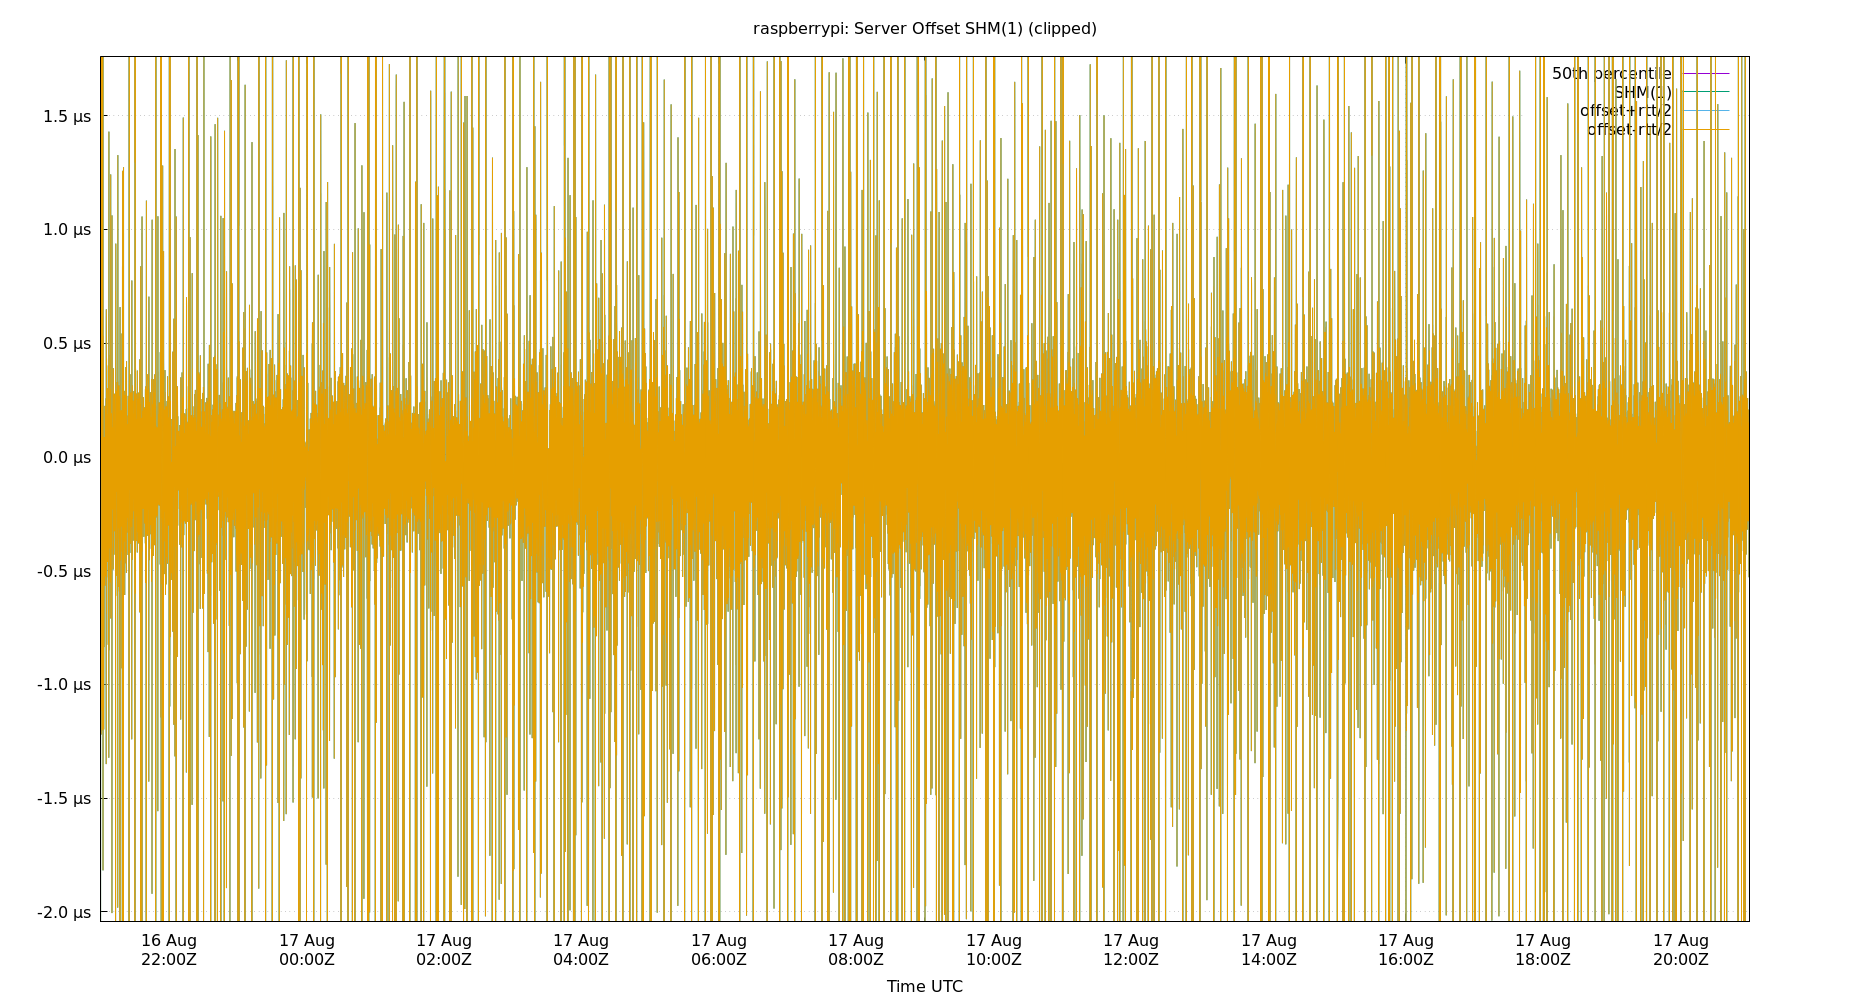 raspberrypi: Server Offset SHM(1) (clipped)
50th percentile
SHM(1)
offset+rtt/2
offset-rtt/2
1.5 µs
1.0 µs
0.5 µs
0.0 µs
-0.5 µs
-1.0 µs
-1.5 µs
-2.0 µs
16 Aug 17 Aug 17 Aug 17 Aug 17 Aug 17 Aug 17 Aug 17 Aug 17 Aug 17 Aug 17 Aug 17 Aug
22:00Z 00:00Z 02:00Z 04:00Z 06:00Z 08:00Z 10:00Z 12:00Z 14:00Z 16:00Z 18:00Z 20:00Z
Time UTC